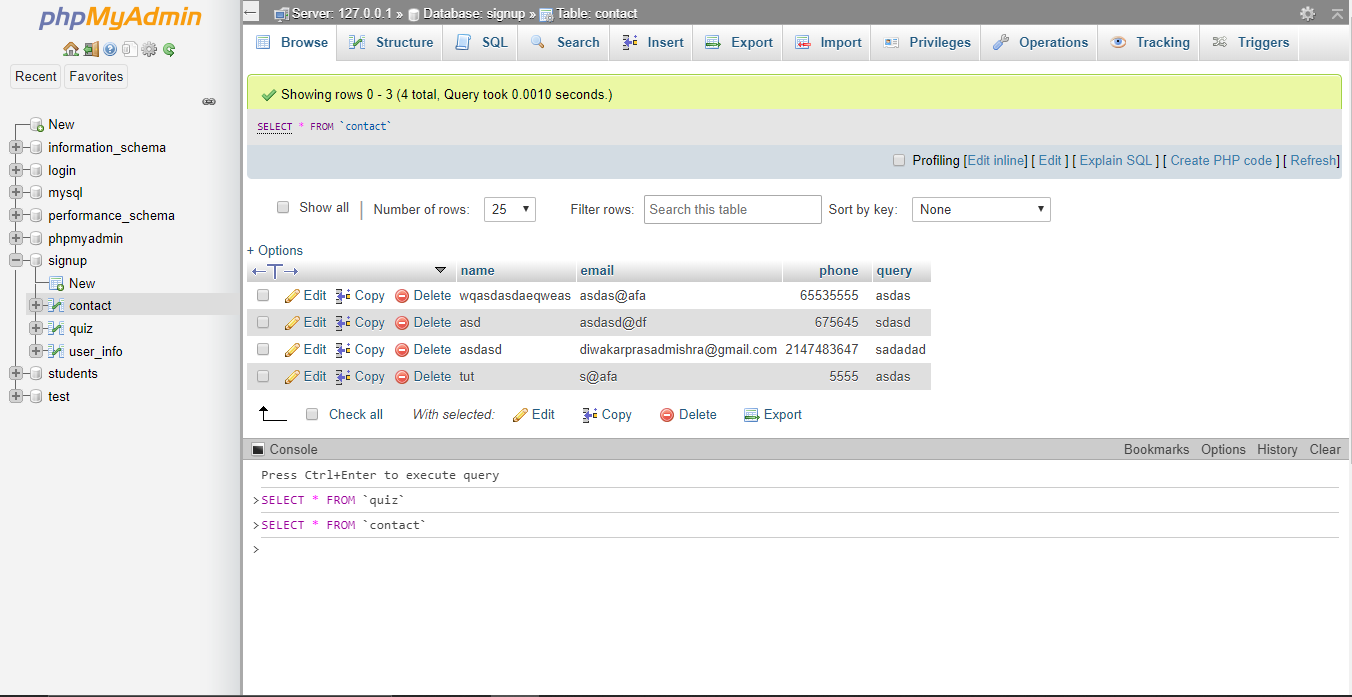 phpMyAdmin
Recent Favorites
New
information_schema
login
mysql
performance_schema
phpmyadmin
signup
New
contact
quiz
user_info
students
test
Server: 127.0.0.1 » Database: signup » Table: contact
Browse Structure SQL Search Insert Export Import Privileges Operations Tracking Triggers
Showing rows 0 - 3 (4 total, Query took 0.0010 seconds.)
SELECT * FROM `contact`
Profiling [Edit inline] [ Edit ] [ Explain SQL ] [ Create PHP code ] [ Refresh]
Show all | Number of rows: 25 Filter rows: Search this table Sort by key: None
+ Options
←T→ name email phone query
Edit Copy Delete wqasdasdaeqweas asdas@afa 65535555 asdas
Edit Copy Delete asd asdasd@df 675645 sdasd
Edit Copy Delete asdasd diwakarprasadmishra@gmail.com 2147483647 sadadad
Edit Copy Delete tut s@afa 5555 asdas
Check all With selected: Edit Copy Delete Export
Console Bookmarks Options History Clear
Press Ctrl+Enter to execute query
>SELECT * FROM `quiz`
>SELECT * FROM `contact`
>